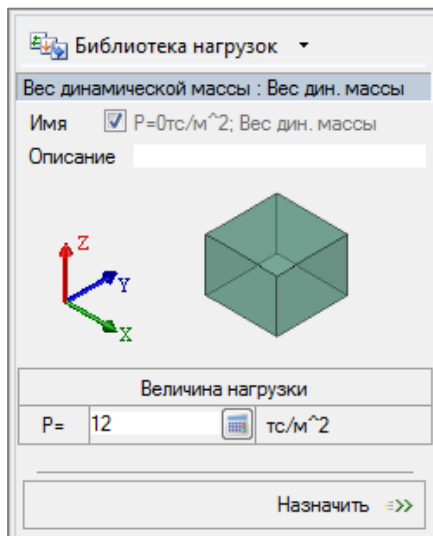 Библиотека нагрузок
Вес динамической массы : Вес дин. массы
Имя P=0тс/м^2; Вес дин. массы
Описание
Z
Y
X
Величина нагрузки
P= 12 тс/м^2
Назначить